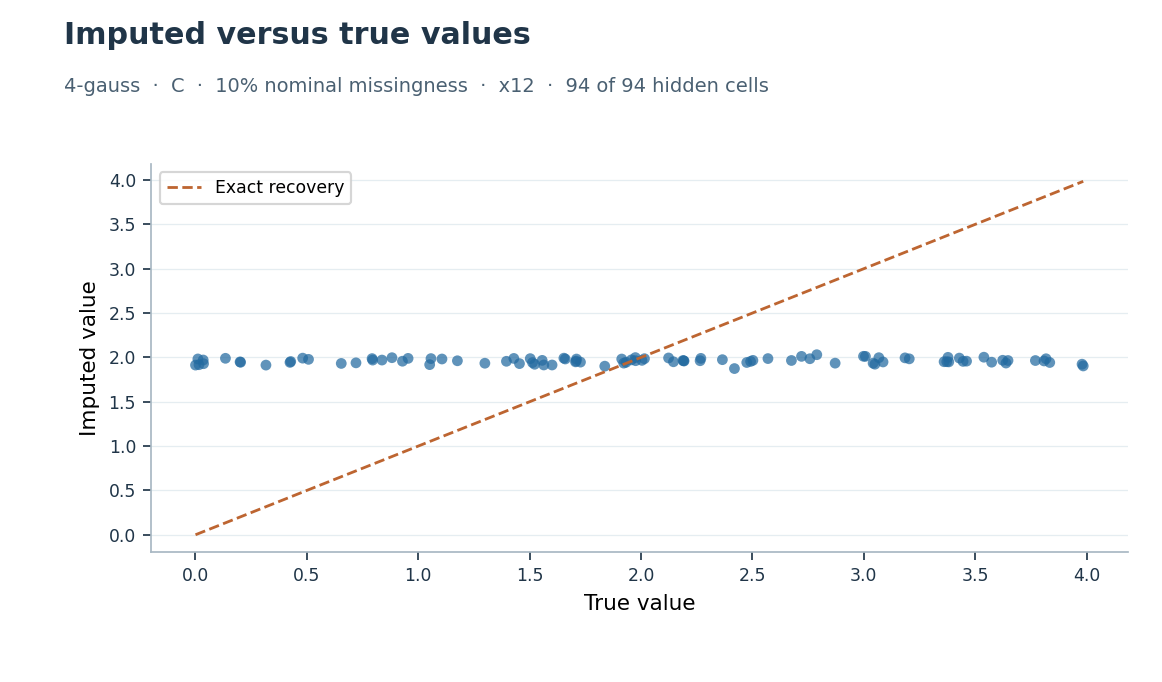 Imputed versus true values
4-gauss · C · 10% nominal missingness · x12 · 94 of 94 hidden cells
Exact recovery
Imputed value
4.0
3.5
3.0
2.5
2.0
1.5
1.0
0.5
0.0
0.0 0.5 1.0 1.5 2.0 2.5 3.0 3.5 4.0
True value